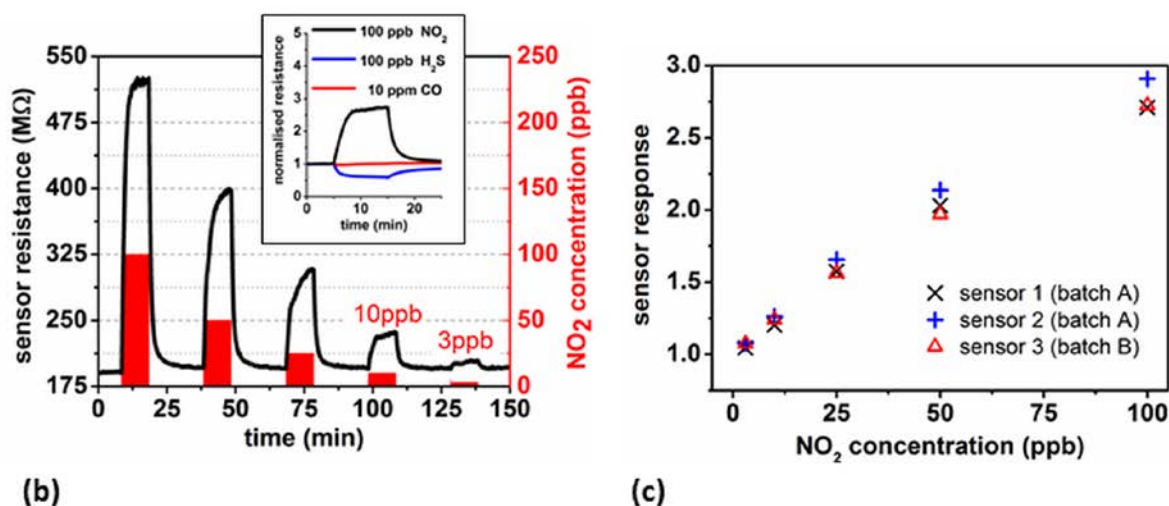 550
475
400
325
250
175
sensor resistance (MΩ)
0 25 50 75 100 125 150
time (min)
250
200
150
100
50
0
NO2 concentration (ppb)
10ppb
3ppb
100 ppb NO2
100 ppb H2S
10 ppm CO
5
4
3
2
1
0
normalised resistance
0 10 20
time (min)
(b)
3.0
2.5
2.0
1.5
1.0
sensor response
sensor 1 (batch A)
sensor 2 (batch A)
sensor 3 (batch B)
0 25 50 75 100
NO2 concentration (ppb)
(c)